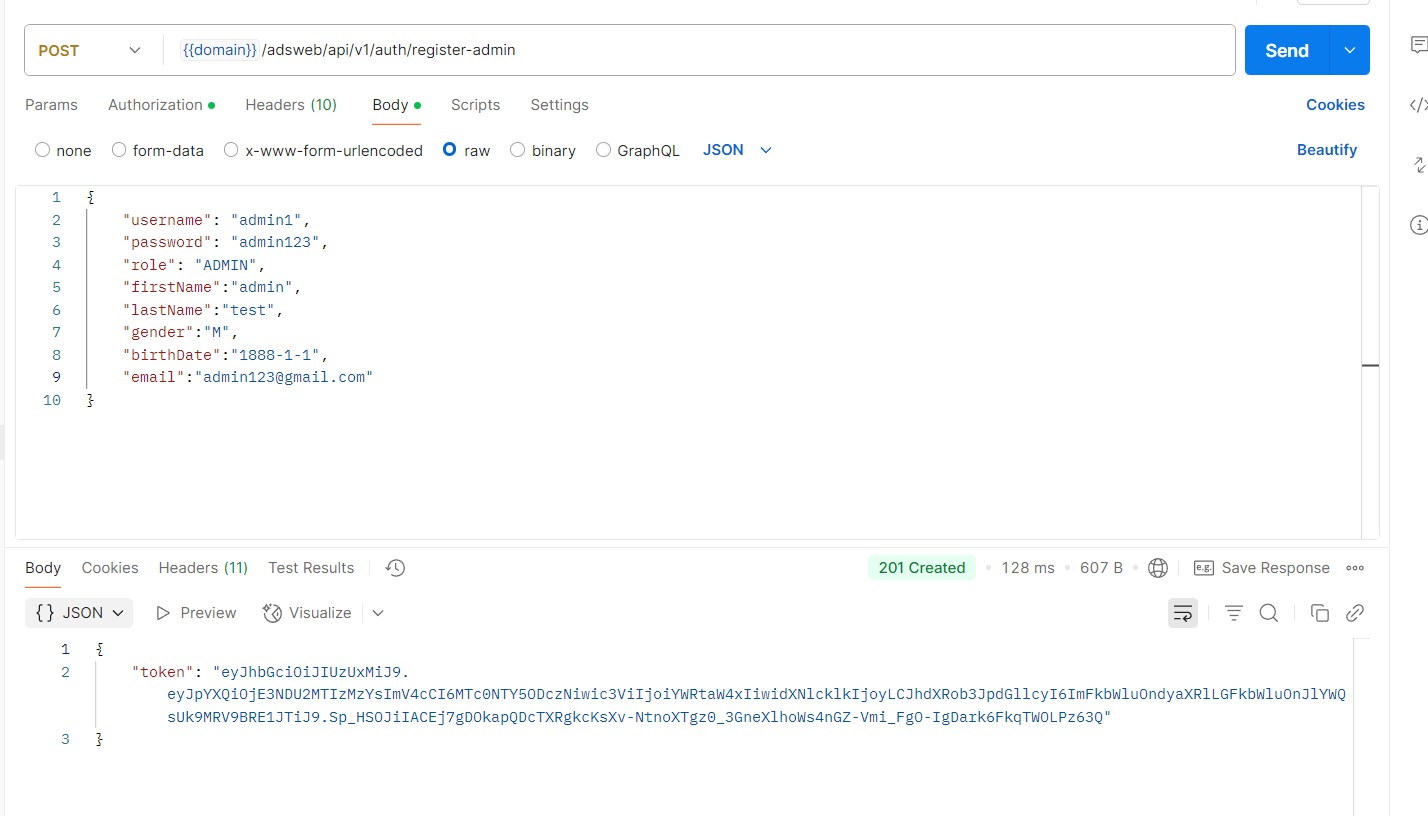 POST {{domain}} /adsweb/api/v1/auth/register-admin Send
Params Authorization Headers (10) Body Scripts Settings Cookies
none form-data x-www-form-urlencoded raw binary GraphQL JSON Beautify
1 {
2 "username": "admin1",
3 "password": "admin123",
4 "role": "ADMIN",
5 "firstName":"admin",
6 "lastName":"test",
7 "gender":"M",
8 "birthDate":"1888-1-1",
9 "email":"admin123@gmail.com"
10 }
Body Cookies Headers (11) Test Results 201 Created 128 ms 607 B e.g. Save Response
{} JSON Preview Visualize
1 {
2 "token": "eyJhbGciOiJIUzUxMiJ9.
eyJpYXQiOjE3NDU2MTIzMzYsImV4cCI6MTc0NTY5ODczNiwic3ViIjoiYWRtaW4xIiwidXNlcklkIjoyLCJhdXRob3JpdGllcyI6ImFkbWluOndyaXRlLGFkbWluOnJlYWQ
sUk9MRV9BRE1JTiJ9.Sp_HSOJiIACEj7gDOkapQDcTXRgkcKsXv-NtnoXTgz0_3GneXlhoWs4nGZ-Vmi_FgO-IgDark6FkqTWOLPz63Q"
3 }